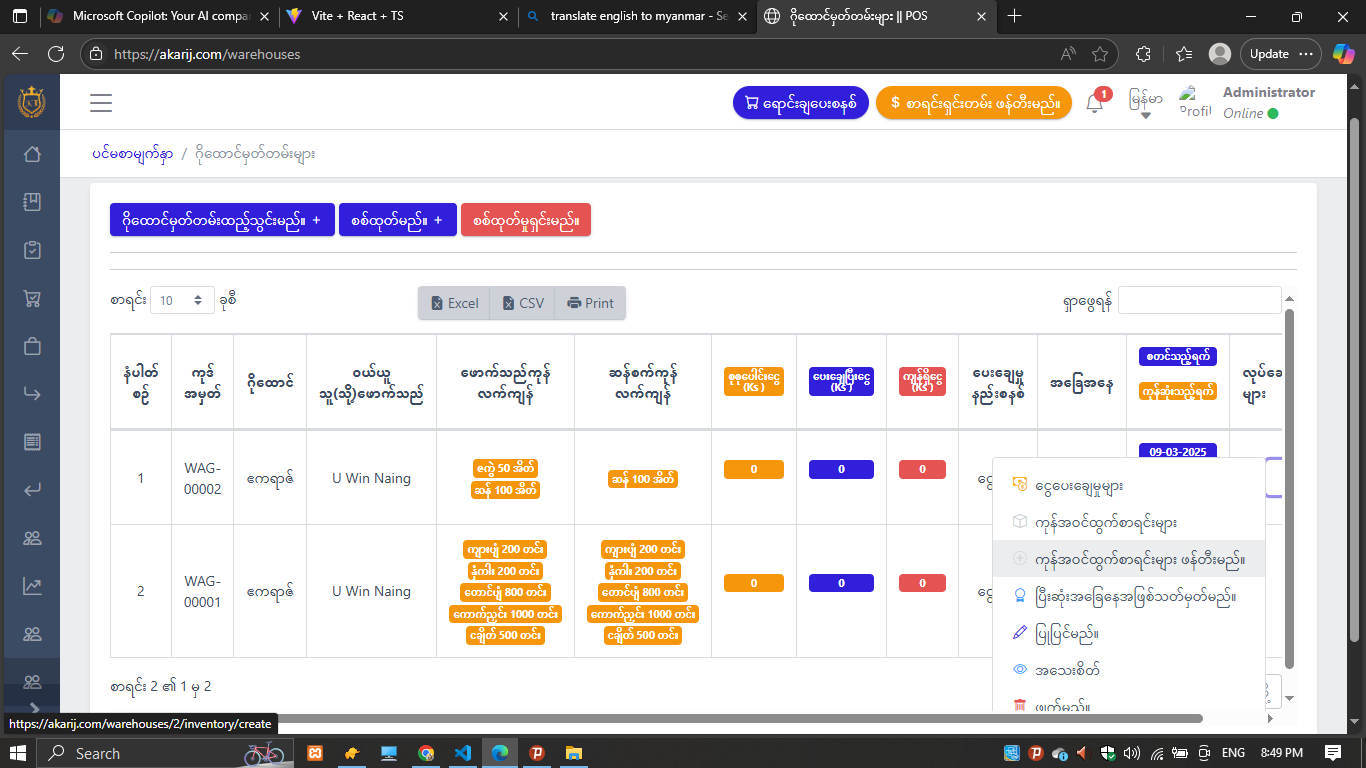 Microsoft Copilot: Your AI compa
Vite + React + TS
translate english to myanmar - Se
ဂိုထောင်မှတ်တမ်းများ || POS
https://akarij.com/warehouses
Update
ရောင်းချပေးစနစ်
$ စာရင်းရှင်းတမ်း ဖန်တီးမည်။
1
မြန်မာ
Profil
Administrator
Online
ပင်မစာမျက်နှာ / ဂိုထောင်မှတ်တမ်းများ
ဂိုထောင်မှတ်တမ်းထည့်သွင်းမည်။ +
စစ်ထုတ်မည်။ +
စစ်ထုတ်မှုရှင်းမည်။
စာရင်း 10 ခုစီ
Excel
CSV
Print
ရှာဖွေရန်
နံပါတ်စဉ်
ကုဒ်အမှတ်
ဂိုထောင်
ဝယ်ယူသူ(သို့)ဖောက်သည်
ဖောက်သည်ကုန်လက်ကျန်
ဆန်စက်ကုန်လက်ကျန်
စုစုပေါင်းငွေ (Ks )
ပေးချေပြီးငွေ (Ks )
ကျန်ရှိငွေ (Ks )
ပေးချေမှုနည်းစနစ်
အခြေအနေ
စတင်သည့်ရက်
ကုန်ဆုံးသည့်ရက်
များ
1
WAG-00002
ဧကရာဇ်
U Win Naing
ဇကွဲ 50 အိတ်
ဆန် 100 အိတ်
ဆန် 100 အိတ်
0
0
0
09-03-2025
2
WAG-00001
ဧကရာဇ်
U Win Naing
ကျားပျံ 200 တင်း
နံကါး 200 တင်း
တောင်ပျံ 800 တင်း
ကောက်ညှင်း 1000 တင်း
ငချိတ် 500 တင်း
ကျားပျံ 200 တင်း
နံကါး 200 တင်း
တောင်ပျံ 800 တင်း
ကောက်ညှင်း 1000 တင်း
ငချိတ် 500 တင်း
0
0
0
ငွေပေးချေမှုများ
ကုန်အဝင်ထွက်စာရင်းများ
ကုန်အဝင်ထွက်စာရင်းများ ဖန်တီးမည်။
ပြီးဆုံးအခြေနေအဖြစ်သတ်မှတ်မည်။
ပြုပြင်မည်။
အသေးစိတ်
ဖျက်မည်။
စာရင်း 2 ၏ 1 မှ 2
https://akarij.com/warehouses/2/inventory/create
Search
ENG
8:49 PM